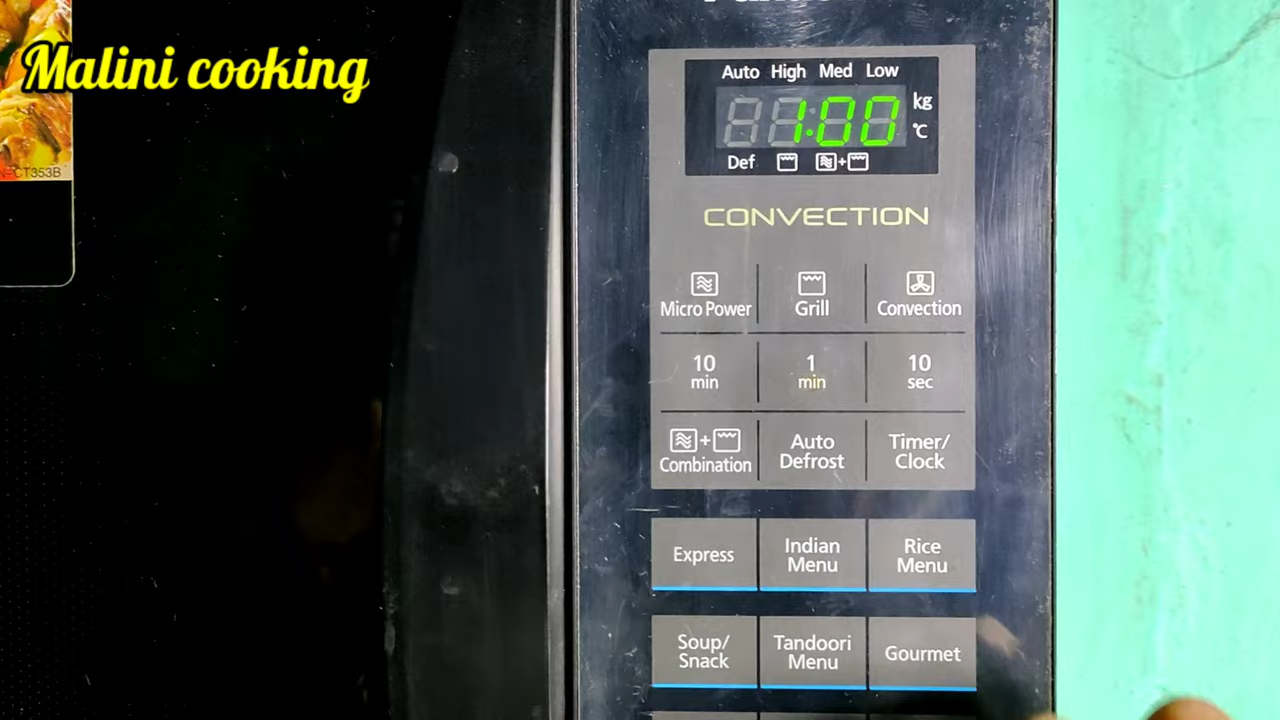 Malini cooking
CT353B
Auto High Med Low
1:00
kg
°C
Def +
CONVECTION
Micro Power
Grill
Convection
10
min
1
min
10
sec
+
Combination
Auto
Defrost
Timer/
Clock
Express
Indian
Menu
Rice
Menu
Soup/
Snack
Tandoori
Menu
Gourmet